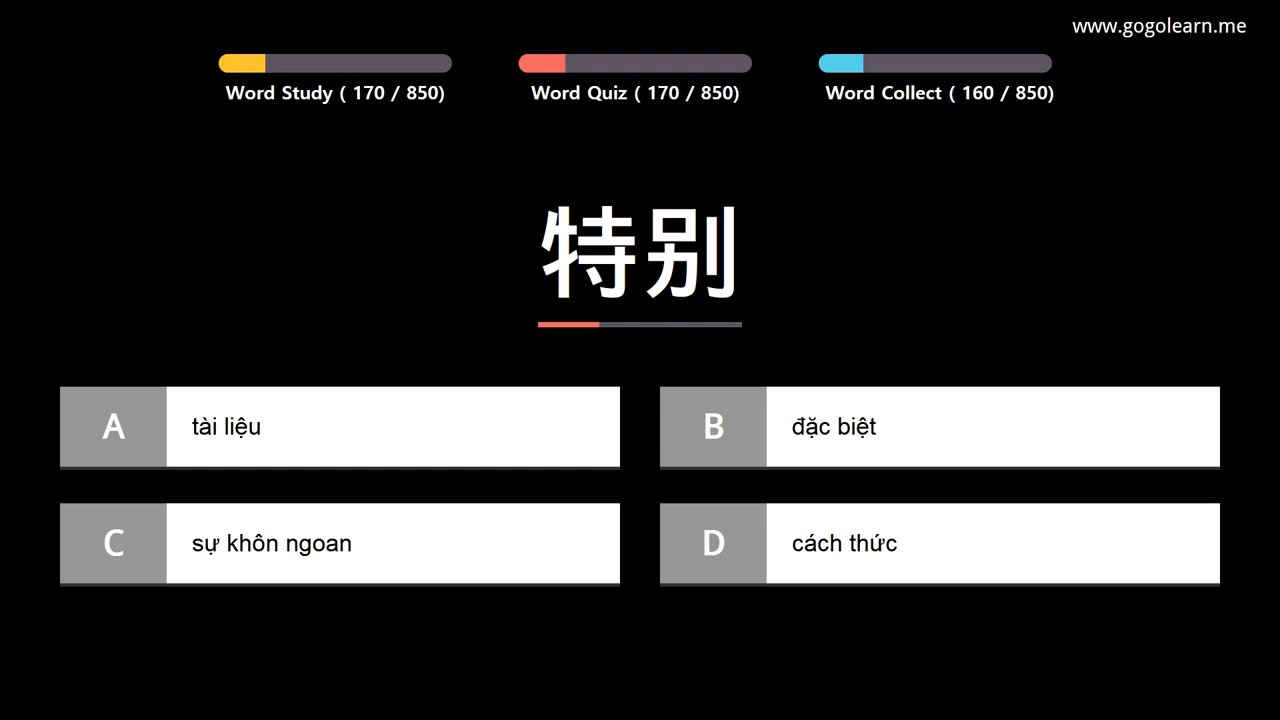 www.gogolearn.me
Word Study ( 170 / 850)
Word Quiz ( 170 / 850)
Word Collect ( 160 / 850)
特别
A tài liệu
B đặc biệt
C sự khôn ngoan
D cách thức